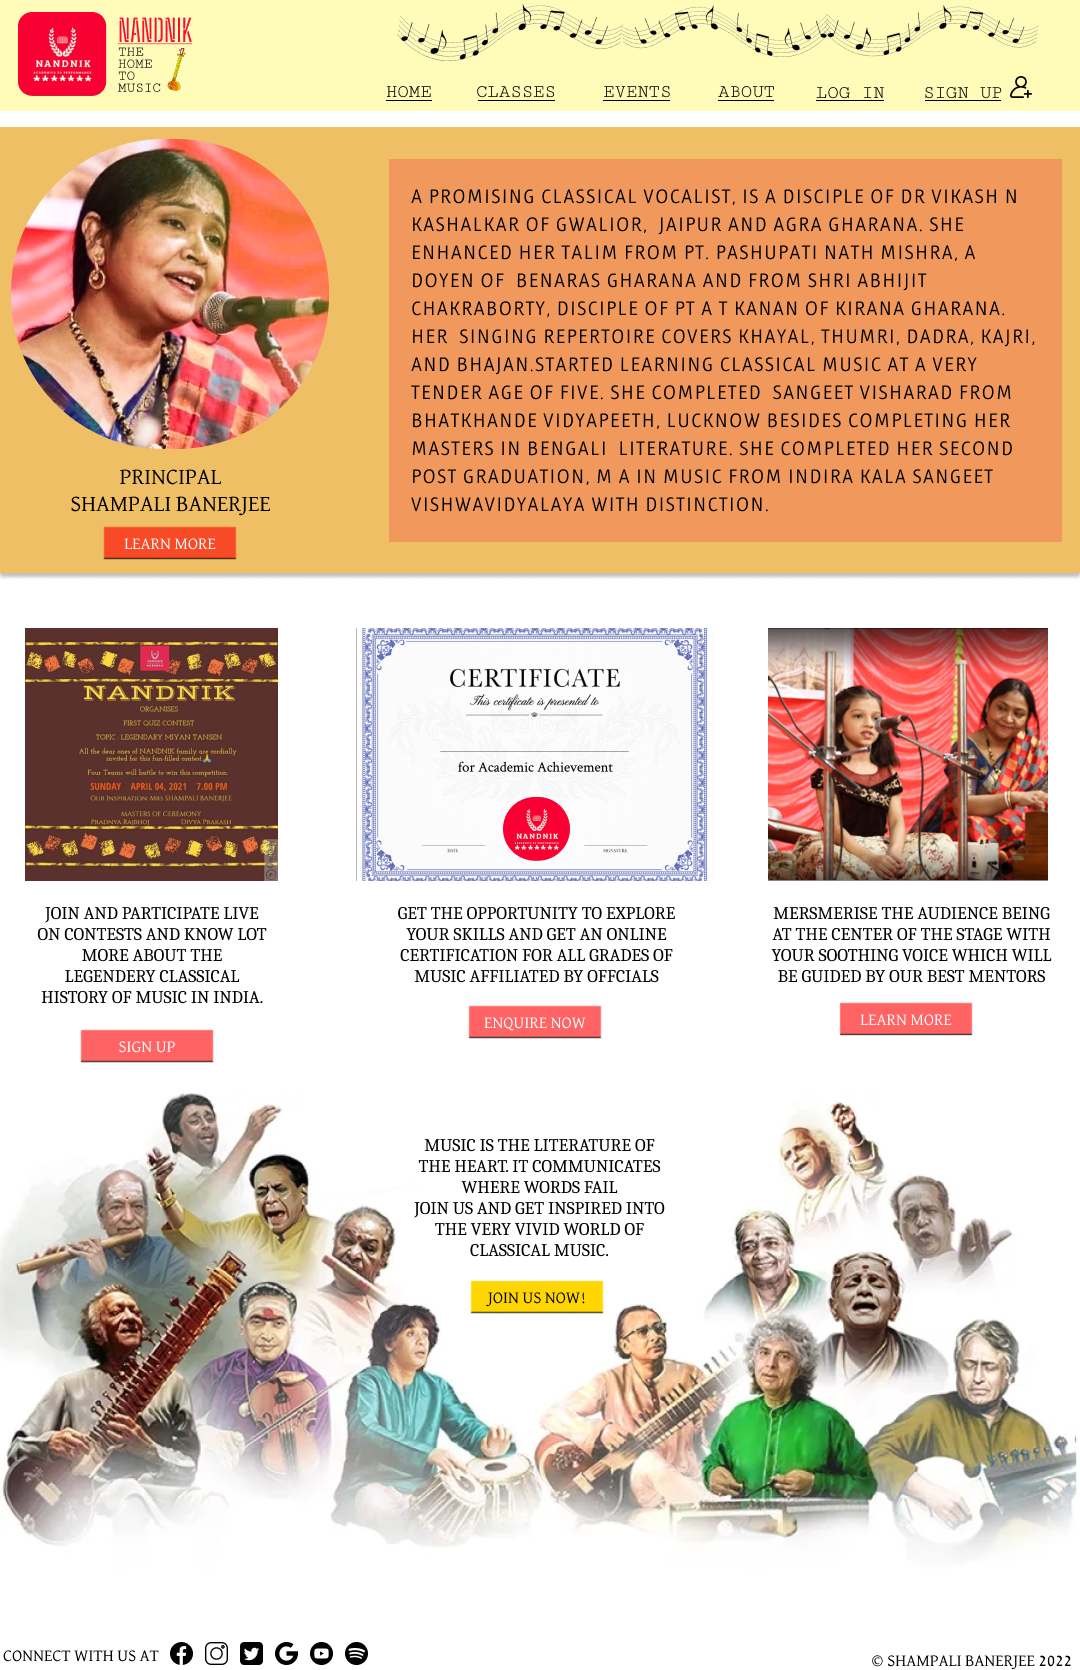 NANDNIK
ACADEMICS TO PERFORMANCE
NANDNIK
THE
HOME
TO
MUSIC
HOME
CLASSES
EVENTS
ABOUT
LOG IN
SIGN UP
A PROMISING CLASSICAL VOCALIST, IS A DISCIPLE OF DR VIKASH N
KASHALKAR OF GWALIOR, JAIPUR AND AGRA GHARANA. SHE
ENHANCED HER TALIM FROM PT. PASHUPATI NATH MISHRA, A
DOYEN OF BENARAS GHARANA AND FROM SHRI ABHIJIT
CHAKRABORTY, DISCIPLE OF PT A T KANAN OF KIRANA GHARANA.
HER SINGING REPERTOIRE COVERS KHAYAL, THUMRI, DADRA, KAJRI,
AND BHAJAN.STARTED LEARNING CLASSICAL MUSIC AT A VERY
TENDER AGE OF FIVE. SHE COMPLETED SANGEET VISHARAD FROM
BHATKHANDE VIDYAPEETH, LUCKNOW BESIDES COMPLETING HER
MASTERS IN BENGALI LITERATURE. SHE COMPLETED HER SECOND
POST GRADUATION, M A IN MUSIC FROM INDIRA KALA SANGEET
VISHWAVIDYALAYA WITH DISTINCTION.
PRINCIPAL
SHAMPALI BANERJEE
LEARN MORE
NANDNIK
ORGANISES
FIRST QUIZ CONTEST
TOPIC : LEGENDARY MIYAN TANSEN
All the dear ones of NANDNIK family are cordially
invited for this fun-filled contest🙏
Four Teams will battle to win this competition.
SUNDAY APRIL 04, 2021 7.00 PM
OUR INSPIRATION: MRS SHAMPALI BANERJEE
MASTERS OF CEREMONY
PRADNYA RAJBHOJ DIVYA PRAKASH
JOIN AND PARTICIPATE LIVE
ON CONTESTS AND KNOW LOT
MORE ABOUT THE
LEGENDERY CLASSICAL
HISTORY OF MUSIC IN INDIA.
SIGN UP
CERTIFICATE
This certificate is presented to
for Academic Achievement
NANDNIK
ACADEMICS TO PERFORMANCE
DATE
SIGNATURE
GET THE OPPORTUNITY TO EXPLORE
YOUR SKILLS AND GET AN ONLINE
CERTIFICATION FOR ALL GRADES OF
MUSIC AFFILIATED BY OFFCIALS
ENQUIRE NOW
MERSMERISE THE AUDIENCE BEING
AT THE CENTER OF THE STAGE WITH
YOUR SOOTHING VOICE WHICH WILL
BE GUIDED BY OUR BEST MENTORS
LEARN MORE
MUSIC IS THE LITERATURE OF
THE HEART. IT COMMUNICATES
WHERE WORDS FAIL
JOIN US AND GET INSPIRED INTO
THE VERY VIVID WORLD OF
CLASSICAL MUSIC.
JOIN US NOW!
CONNECT WITH US AT
© SHAMPALI BANERJEE 2022